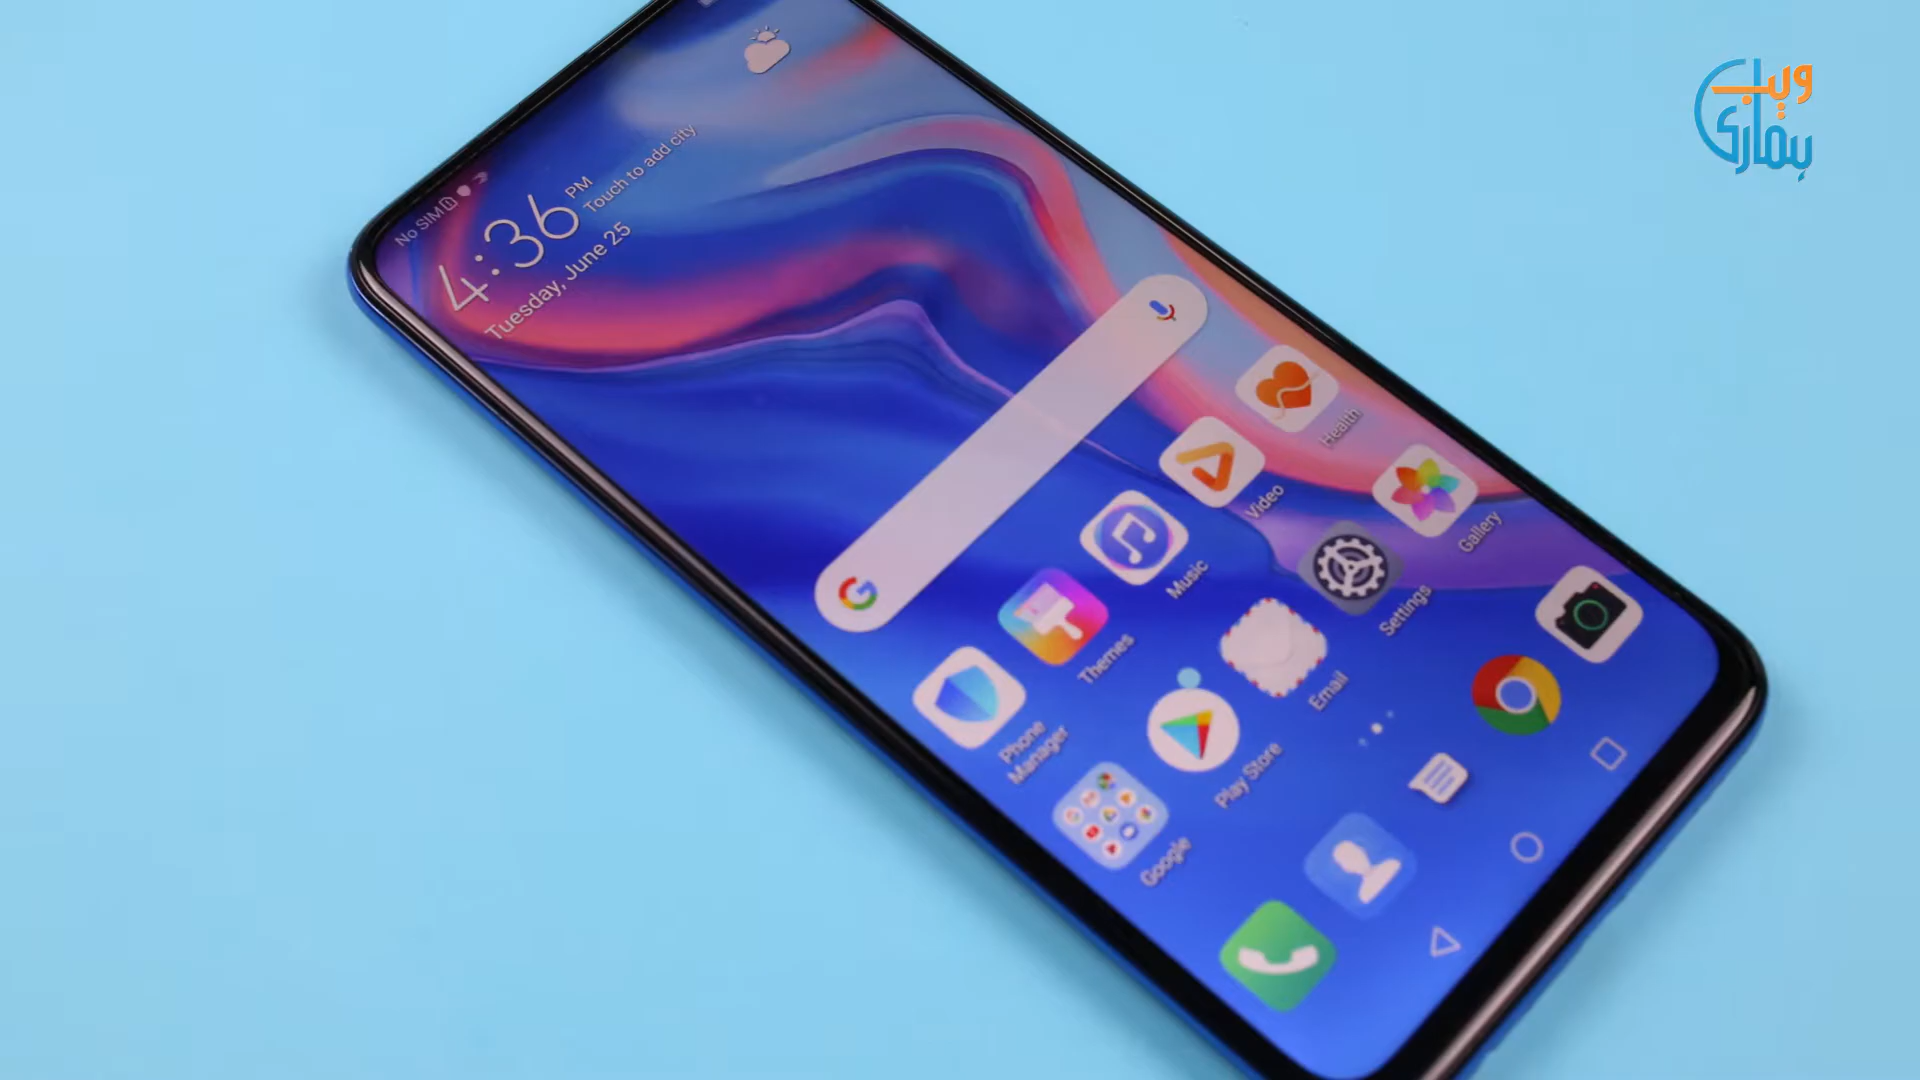 ویب
بیماری
No SIM
4:36 PM
Touch to add city
Tuesday, June 25
Health
Video
Gallery
Music
Settings
Themes
Email
Phone
Manager
Play Store
Google